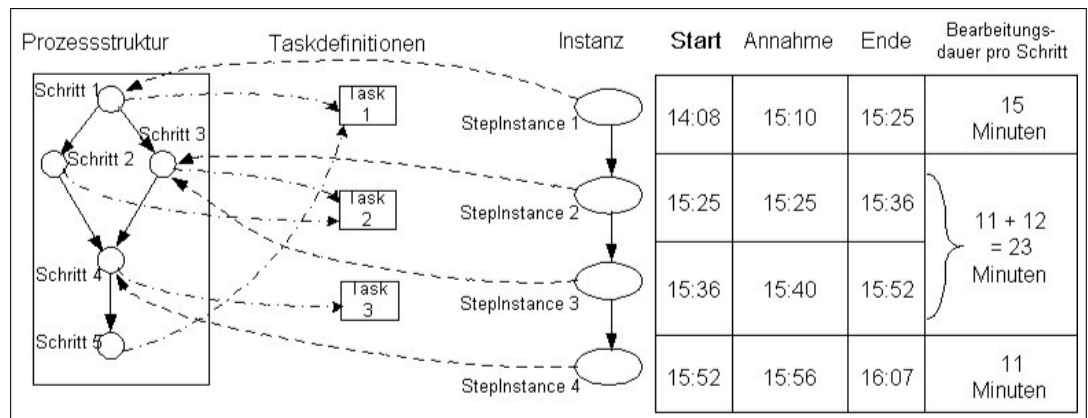 Prozessstruktur
Taskdefinitionen
Instanz
Start
Annahme
Ende
Bearbeitungs-
dauer pro Schritt
Schritt 1
Schritt 3
Schritt 2
Schritt 4
Schritt 5
Task
1
Task
2
Task
3
StepInstance 1
StepInstance 2
StepInstance 3
StepInstance 4
14:08
15:10
15:25
15
Minuten
15:25
15:25
15:36
11 + 12
= 23
Minuten
15:36
15:40
15:52
15:52
15:56
16:07
11
Minuten